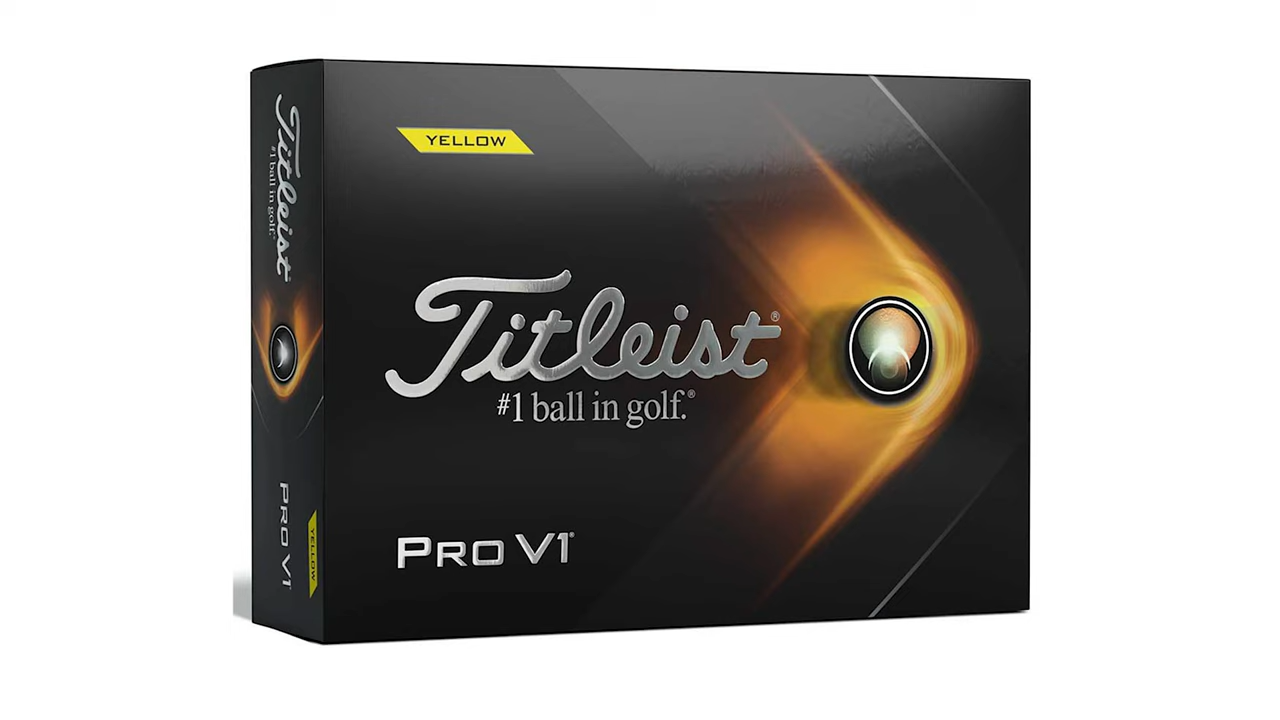 Titleist
#1 ball in golf.®
PRO V1
YELLOW
YELLOW
Titleist®
#1 ball in golf.®
PRO V1®